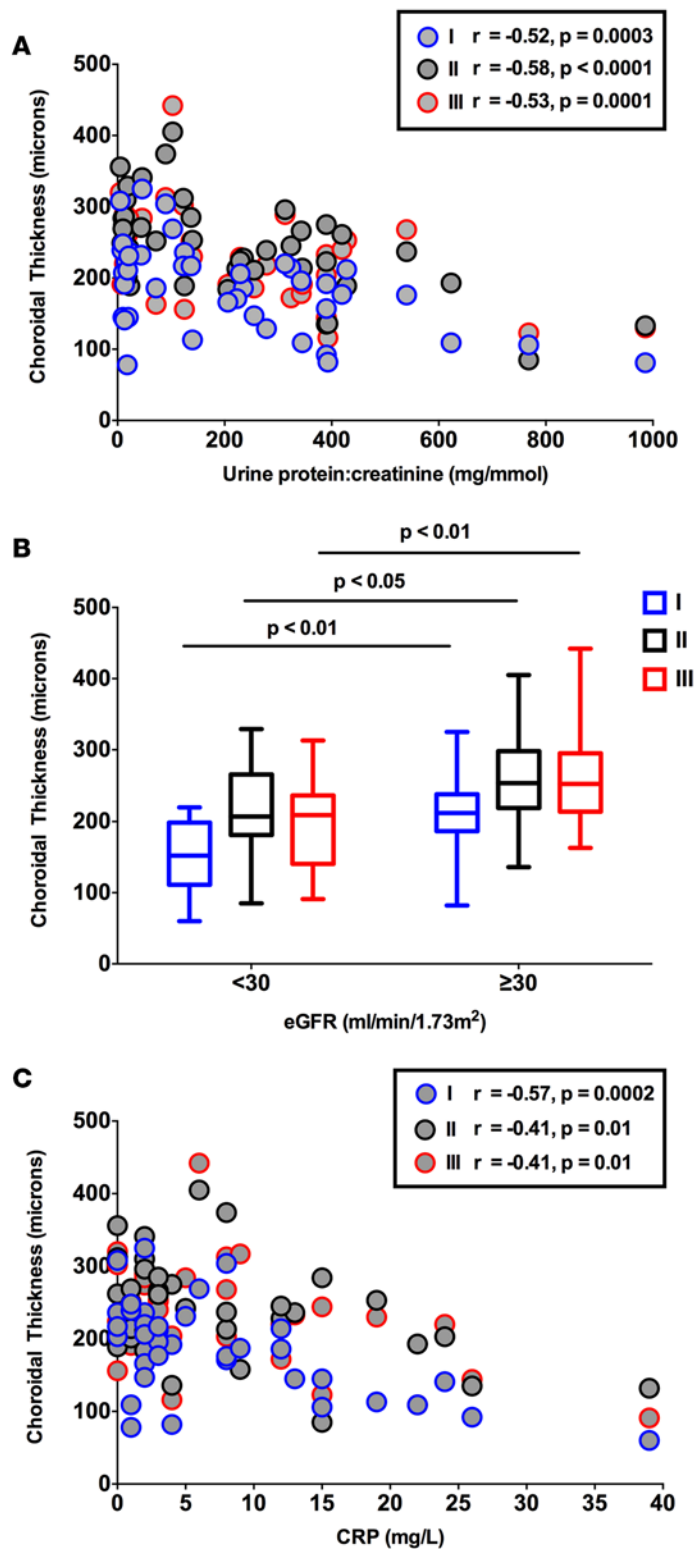 A
I r = -0.52, p = 0.0003
II r = -0.58, p < 0.0001
III r = -0.53, p = 0.0001
Choroidal Thickness (microns)
500
400
300
200
100
0
0 200 400 600 800 1000
Urine protein:creatinine (mg/mmol)
B
p < 0.01
p < 0.05
p < 0.01
I
II
III
Choroidal Thickness (microns)
500
400
300
200
100
0
<30 ≥30
eGFR (ml/min/1.73m²)
C
I r = -0.57, p = 0.0002
II r = -0.41, p = 0.01
III r = -0.41, p = 0.01
Choroidal Thickness (microns)
500
400
300
200
100
0
0 5 10 15 20 25 30 35 40
CRP (mg/L)